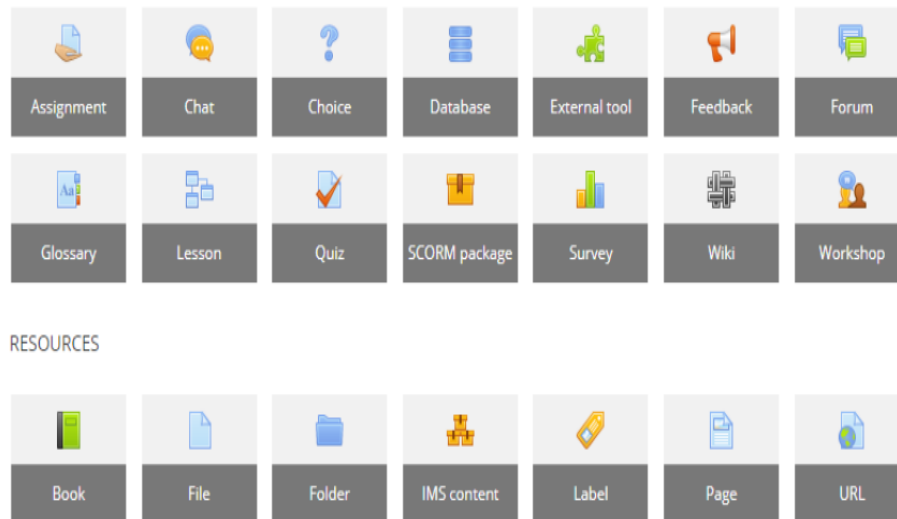 Assignment Chat Choice Database External tool Feedback Forum
Aa
Glossary Lesson Quiz SCORM package Survey Wiki Workshop
RESOURCES
Book File Folder IMS content Label Page URL